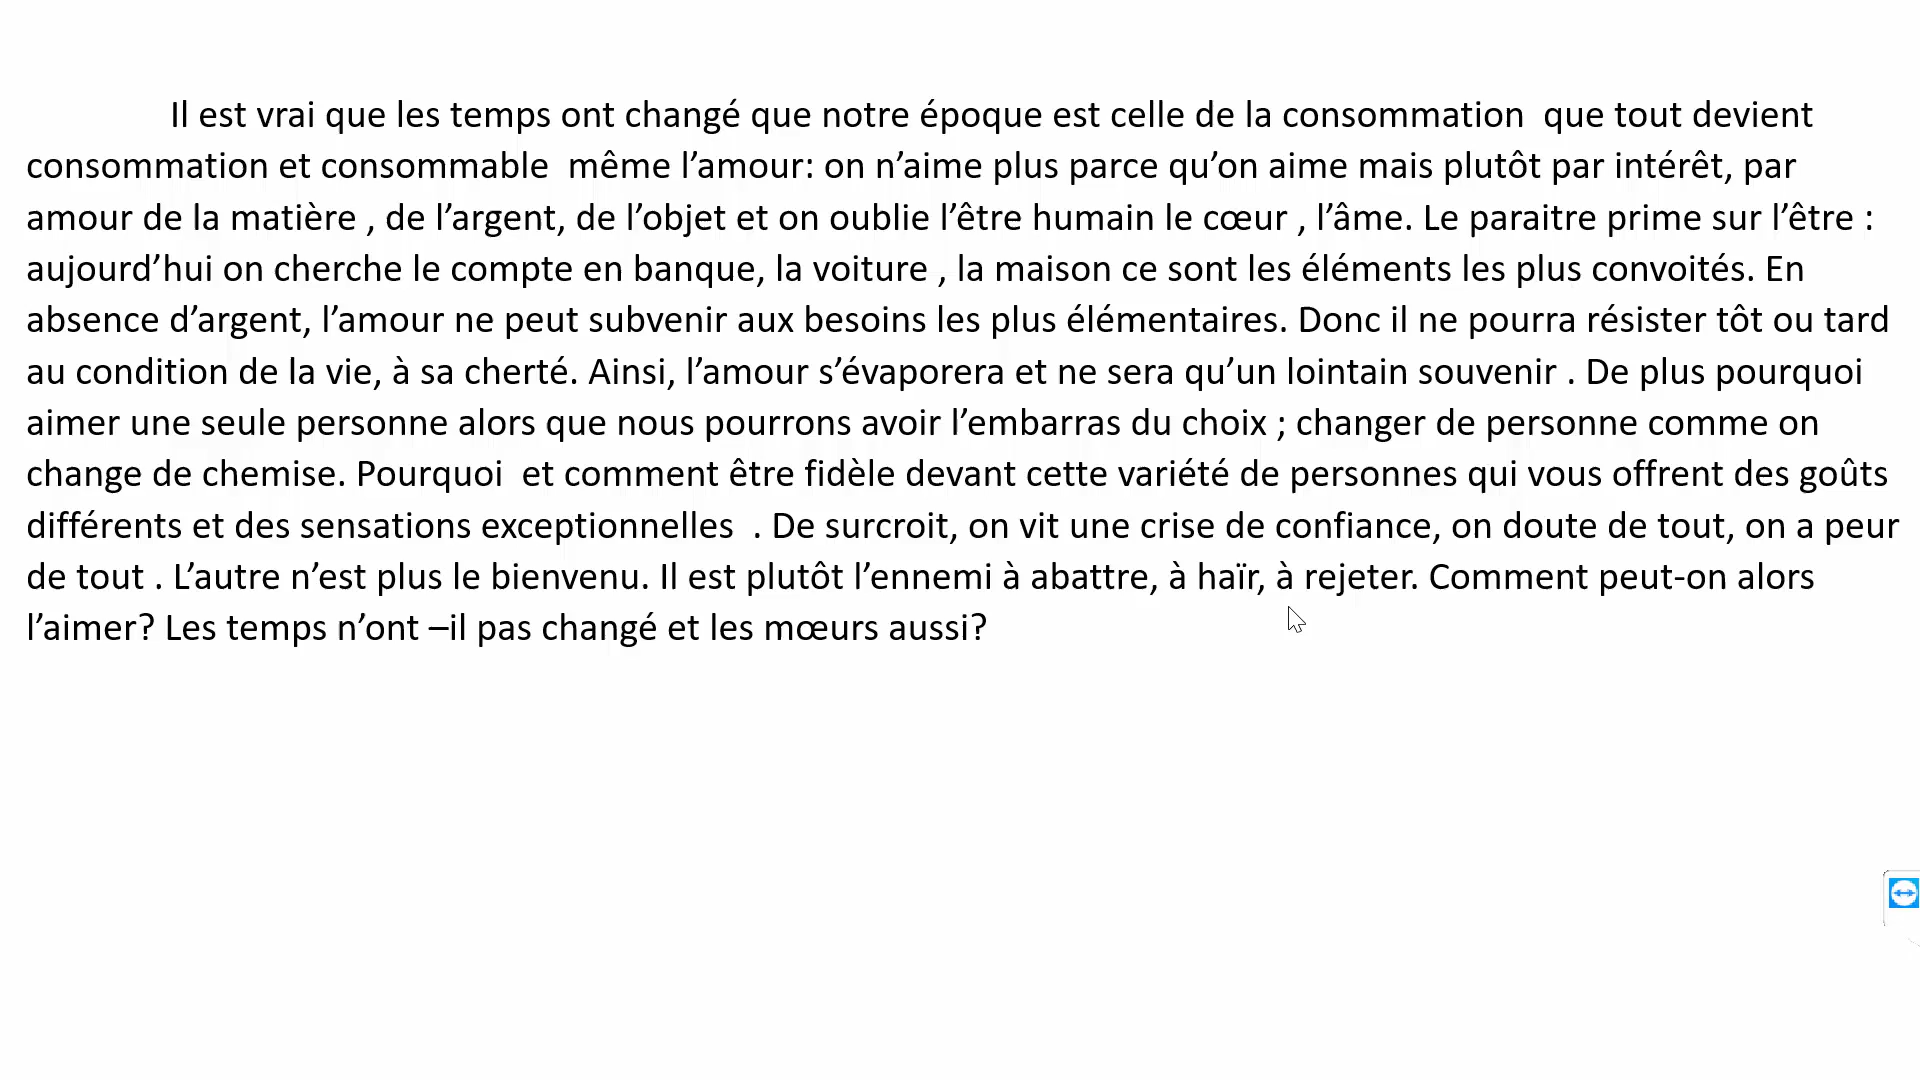 Il est vrai que les temps ont changé que notre époque est celle de la consommation  que tout devient
consommation et consommable  même l’amour: on n’aime plus parce qu’on aime mais plutôt par intérêt, par
amour de la matière , de l’argent, de l’objet et on oublie l’être humain le cœur , l’âme. Le paraitre prime sur l’être :
aujourd’hui on cherche le compte en banque, la voiture , la maison ce sont les éléments les plus convoités. En
absence d’argent, l’amour ne peut subvenir aux besoins les plus élémentaires. Donc il ne pourra résister tôt ou tard
au condition de la vie, à sa cherté. Ainsi, l’amour s’évaporera et ne sera qu’un lointain souvenir . De plus pourquoi
aimer une seule personne alors que nous pourrons avoir l’embarras du choix ; changer de personne comme on
change de chemise. Pourquoi  et comment être fidèle devant cette variété de personnes qui vous offrent des goûts
différents et des sensations exceptionnelles  . De surcroit, on vit une crise de confiance, on doute de tout, on a peur
de tout . L’autre n’est plus le bienvenu. Il est plutôt l’ennemi à abattre, à haïr, à rejeter. Comment peut-on alors
l’aimer? Les temps n’ont –il pas changé et les mœurs aussi?